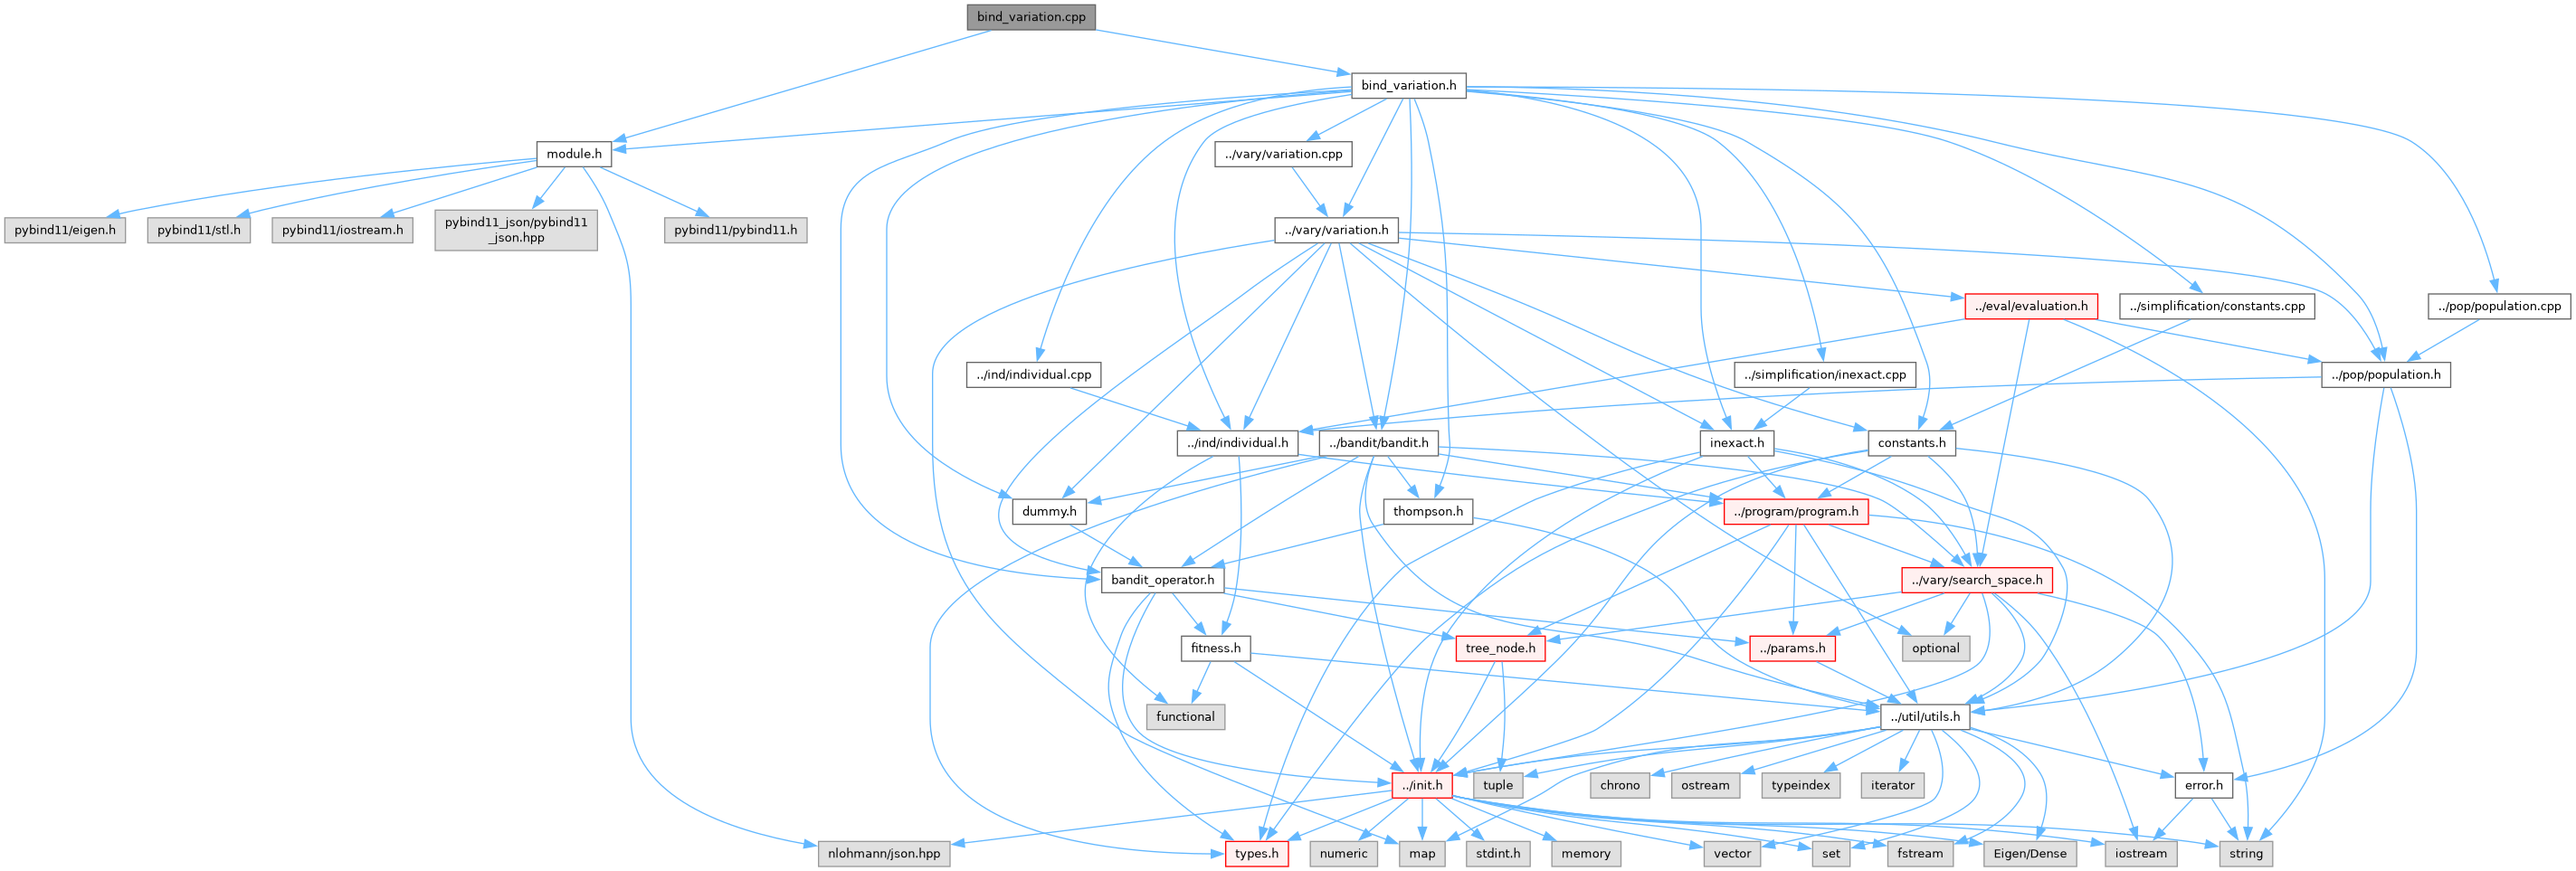 bind_variation.cpp
bind_variation.h
module.h
../vary/variation.cpp
pybind11/eigen.h
pybind11/stl.h
pybind11/iostream.h
pybind11_json/pybind11
_json.hpp
pybind11/pybind11.h
../vary/variation.h
../eval/evaluation.h
../simplification/constants.cpp
../pop/population.cpp
../ind/individual.cpp
../simplification/inexact.cpp
../pop/population.h
../ind/individual.h
../bandit/bandit.h
inexact.h
constants.h
dummy.h
thompson.h
../program/program.h
bandit_operator.h
../vary/search_space.h
fitness.h
tree_node.h
../params.h
optional
functional
../util/utils.h
../init.h
tuple
chrono
ostream
typeindex
iterator
error.h
nlohmann/json.hpp
types.h
numeric
map
stdint.h
memory
vector
set
fstream
Eigen/Dense
iostream
string